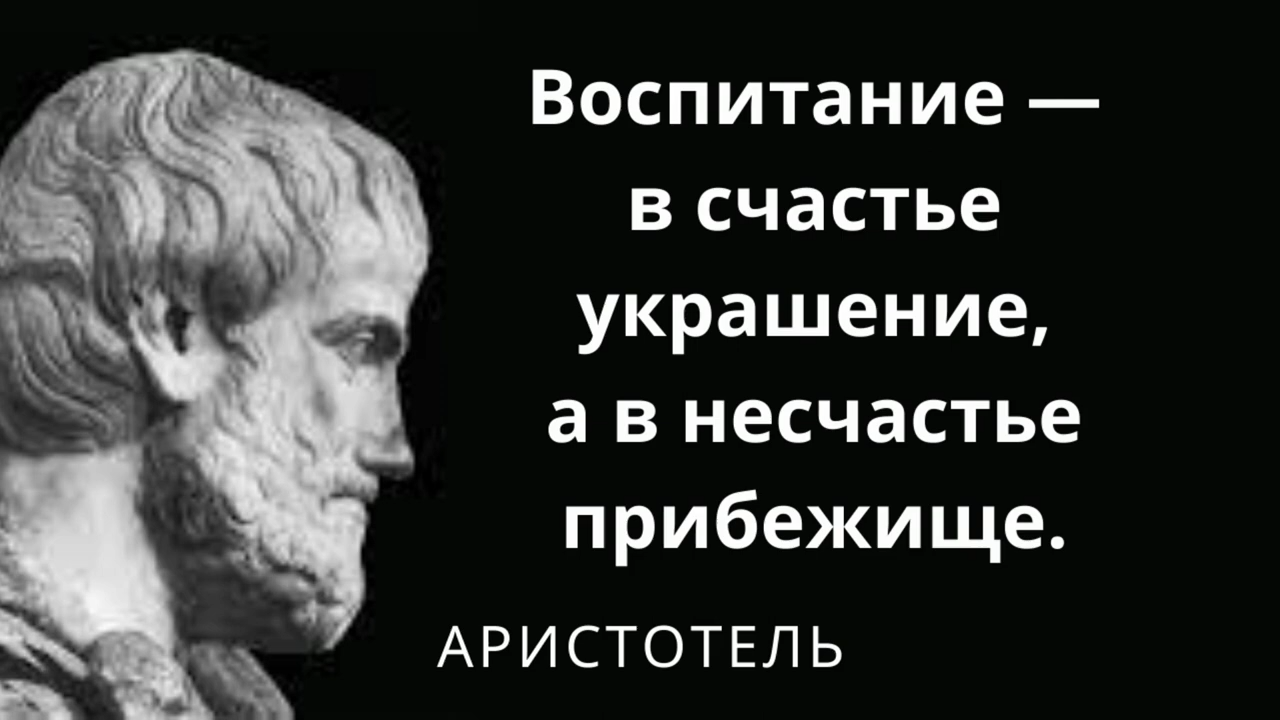 Воспитание —
в счастье
украшение,
а в несчастье
прибежище.
АРИСТОТЕЛЬ